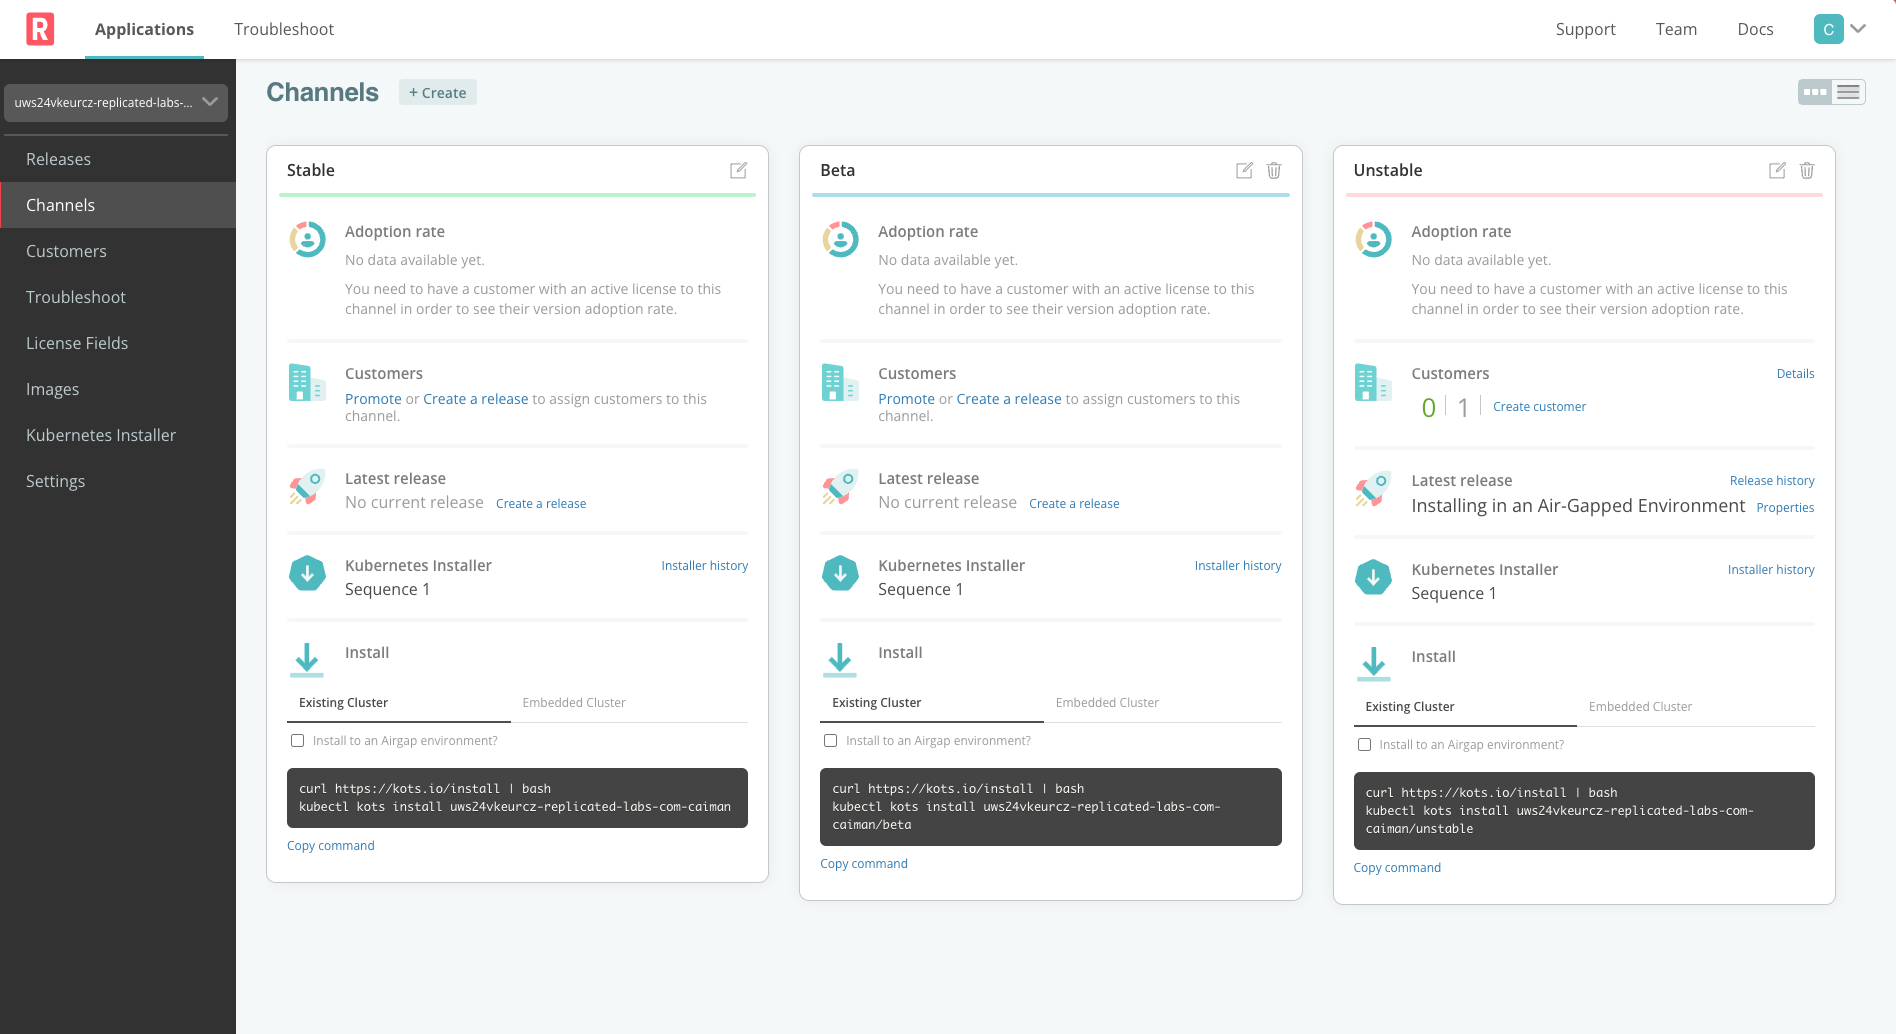 R
Applications
Troubleshoot
Support
Team
Docs
C
uws24vkeurcz-replicated-labs-...
Releases
Channels
Customers
Troubleshoot
License Fields
Images
Kubernetes Installer
Settings
Channels
+ Create
Stable
Adoption rate
No data available yet.
You need to have a customer with an active license to this
channel in order to see their version adoption rate.
Customers
Promote or Create a release to assign customers to this
channel.
Latest release
No current release Create a release
Kubernetes Installer
Installer history
Sequence 1
Install
Existing Cluster
Embedded Cluster
Install to an Airgap environment?
curl https://kots.io/install | bash
kubectl kots install uws24vkeurcz-replicated-labs-com-caiman
Copy command
Beta
Adoption rate
No data available yet.
You need to have a customer with an active license to this
channel in order to see their version adoption rate.
Customers
Promote or Create a release to assign customers to this
channel.
Latest release
No current release Create a release
Kubernetes Installer
Installer history
Sequence 1
Install
Existing Cluster
Embedded Cluster
Install to an Airgap environment?
curl https://kots.io/install | bash
kubectl kots install uws24vkeurcz-replicated-labs-com-
caiman/beta
Copy command
Unstable
Adoption rate
No data available yet.
You need to have a customer with an active license to this
channel in order to see their version adoption rate.
Customers
Details
0 1 Create customer
Latest release
Release history
Installing in an Air-Gapped Environment Properties
Kubernetes Installer
Installer history
Sequence 1
Install
Existing Cluster
Embedded Cluster
Install to an Airgap environment?
curl https://kots.io/install | bash
kubectl kots install uws24vkeurcz-replicated-labs-com-
caiman/unstable
Copy command